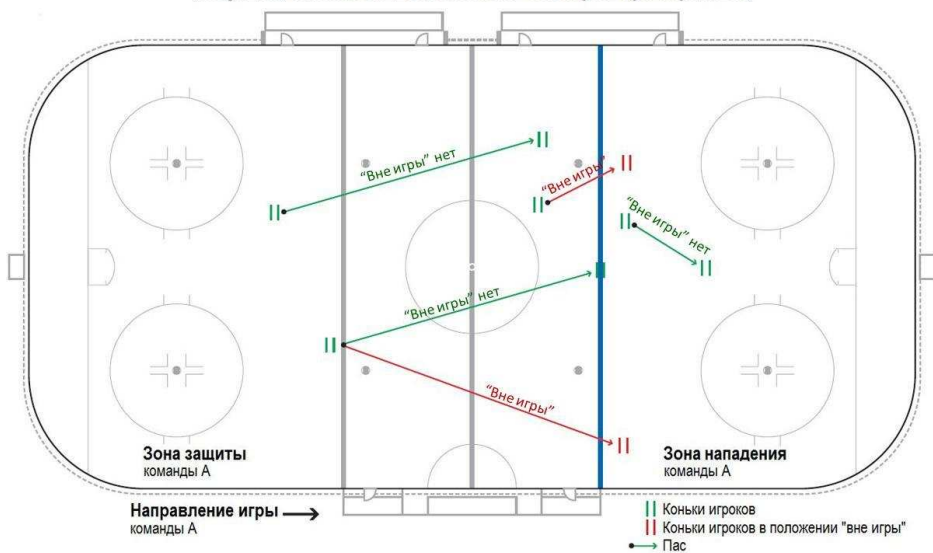 "Вне игры" нет
"Вне игры"
"Вне игры" нет
"Вне игры" нет
"Вне игры"
Зона защиты
команды А
Зона нападения
команды А
Направление игры
команды А
Коньки игроков
Коньки игроков в положении "вне игры"
Пас